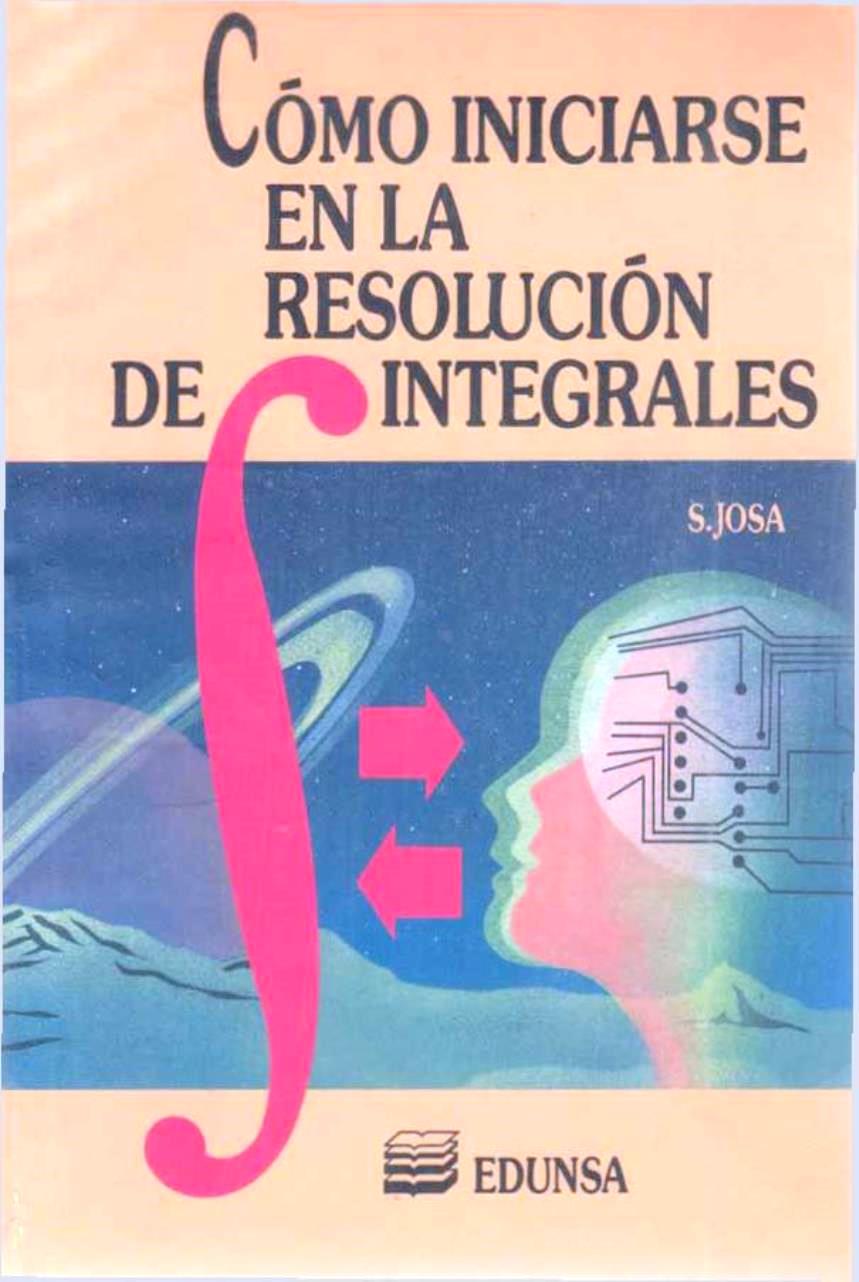 CÓMO INICIARSE
EN LA
RESOLUCIÓN
DE INTEGRALES
S.JOSA
EDUNSA